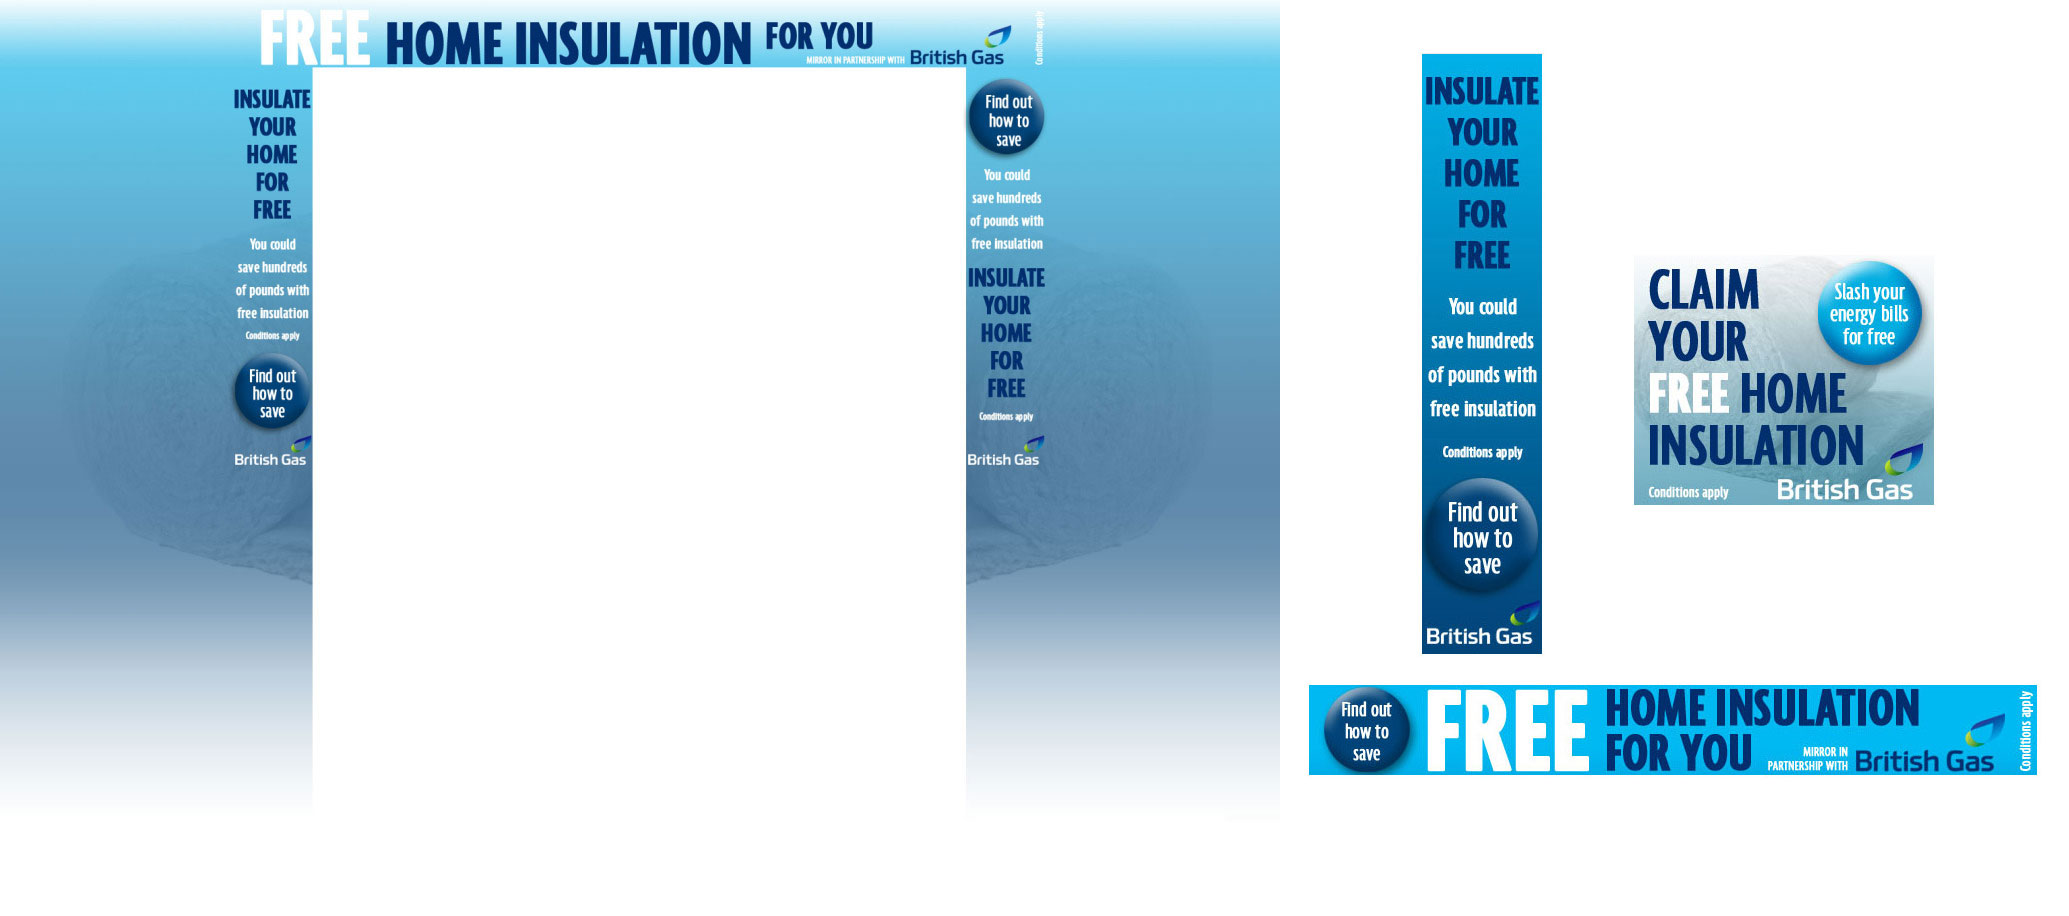 FREE HOME INSULATION FOR YOU
MIRROR IN PARTNERSHIP WITH British Gas
Conditions apply
INSULATE
YOUR
HOME
FOR
FREE
You could
save hundreds
of pounds with
free insulation
Conditions apply
Find out
how to
save
British Gas
Find out
how to
save
You could
save hundreds
of pounds with
free insulation
INSULATE
YOUR
HOME
FOR
FREE
Conditions apply
British Gas
INSULATE
YOUR
HOME
FOR
FREE
You could
save hundreds
of pounds with
free insulation
Conditions apply
Find out
how to
save
British Gas
CLAIM
YOUR
FREE HOME
INSULATION
Slash your
energy bills
for free
Conditions apply
British Gas
Find out
how to
save
FREE
HOME INSULATION
FOR YOU
MIRROR IN
PARTNERSHIP WITH
British Gas
Conditions apply